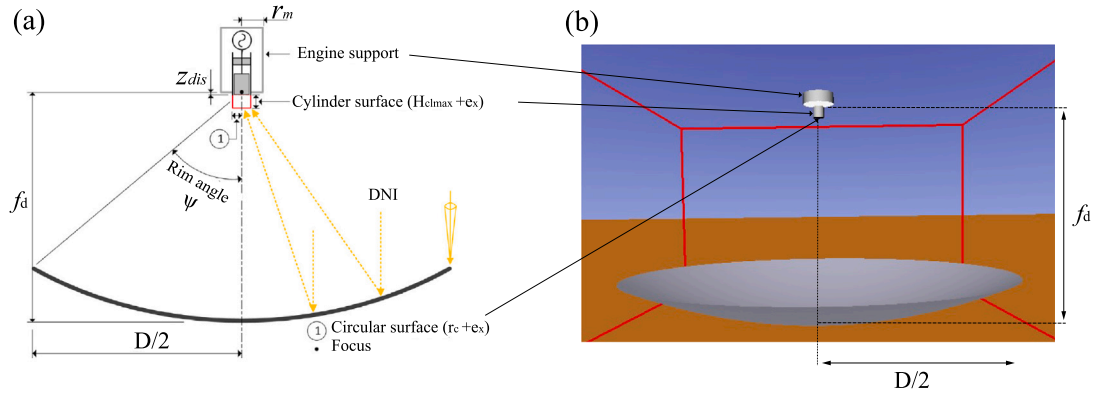 (a)
r_m
Engine support
z_dis
Cylinder surface (H_clmax+e_x)
1
Rim angle
ψ
f_d
DNI
1 Circular surface (r_c+e_x)
Focus
D/2
(b)
f_d
D/2